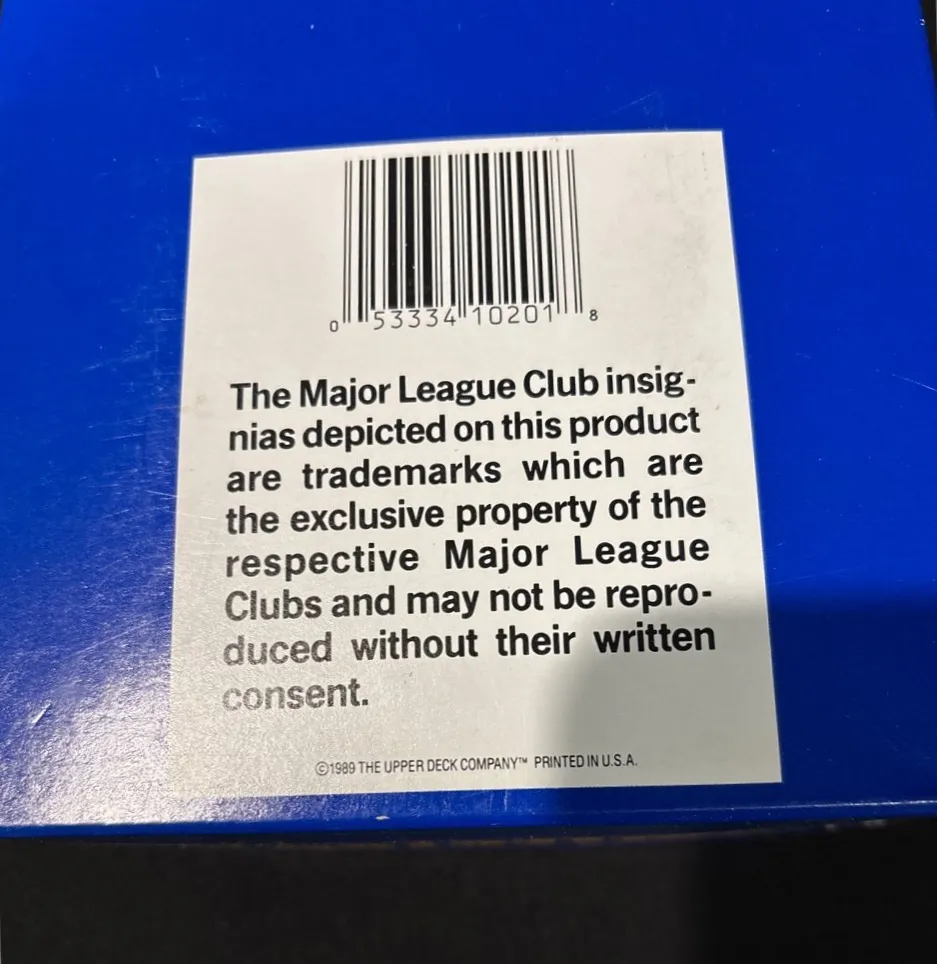 0 53334 10201 8
The Major League Club insig-
nias depicted on this product
are trademarks which are
the exclusive property of the
respective Major League
Clubs and may not be repro-
duced without their written
consent.
©1989 THE UPPER DECK COMPANY™ PRINTED IN U.S.A.